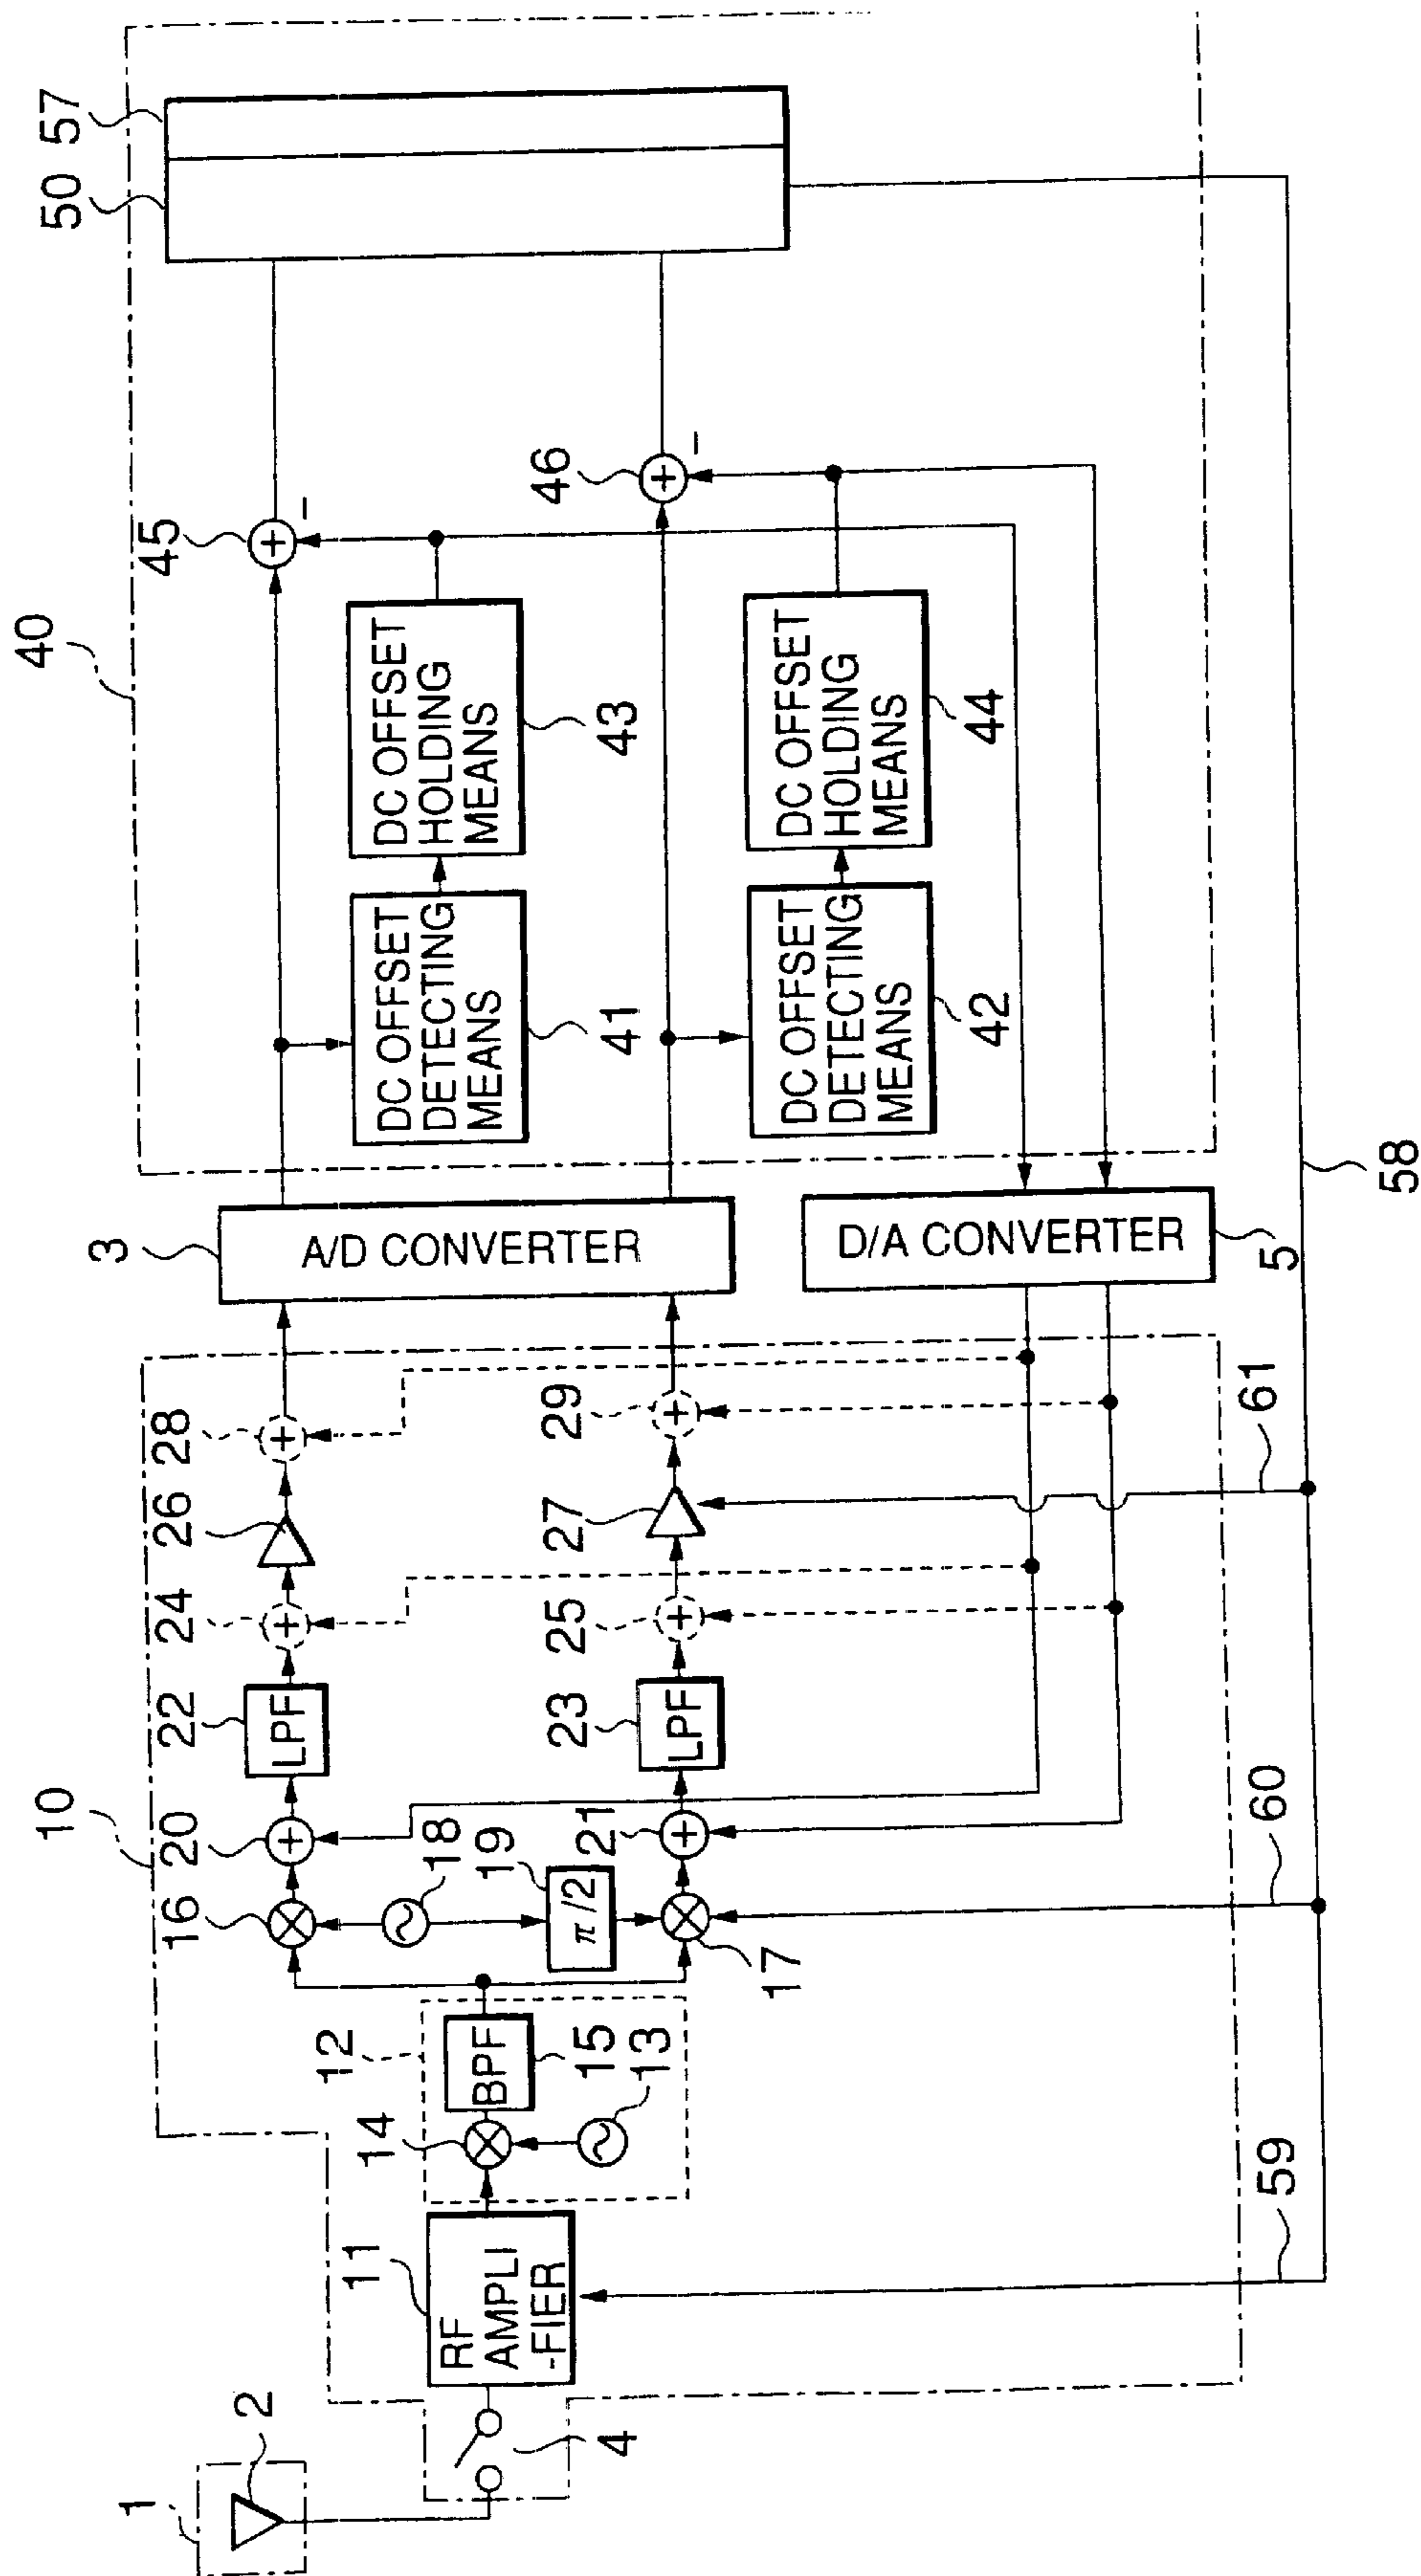 1
2
4
RF
AMPLI
-FIER
11
12
14
BPF
15
13
10
16
18
π/2
19
17
20
21
LPF
22
LPF
23
24
25
26
27
28
29
3
A/D CONVERTER
D/A CONVERTER
5
40
DC OFFSET
DETECTING
MEANS
41
DC OFFSET
HOLDING
MEANS
43
DC OFFSET
DETECTING
MEANS
42
DC OFFSET
HOLDING
MEANS
44
45
46
50
57
58
59
60
61